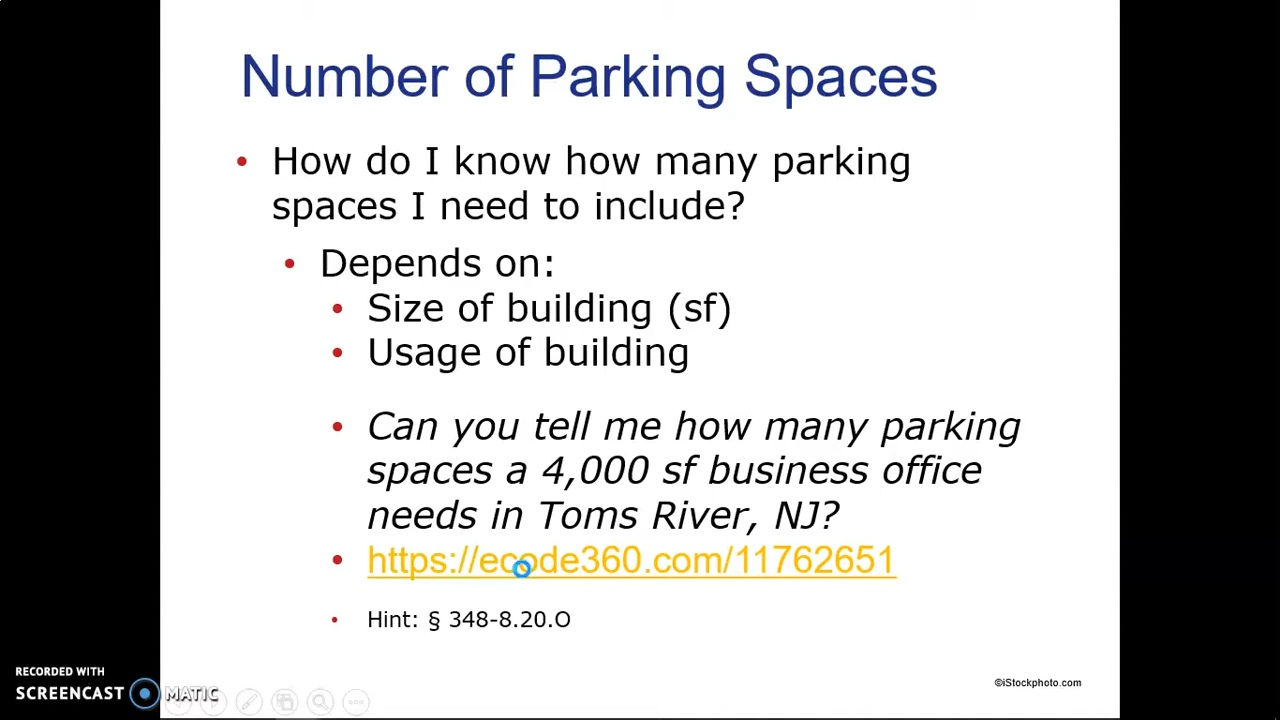 Number of Parking Spaces
• How do I know how many parking
spaces I need to include?
• Depends on:
• Size of building (sf)
• Usage of building
• Can you tell me how many parking
spaces a 4,000 sf business office
needs in Toms River, NJ?
• https://ecode360.com/11762651
• Hint: § 348-8.20.O
©iStockphoto.com
RECORDED WITH
SCREENCAST MATIC